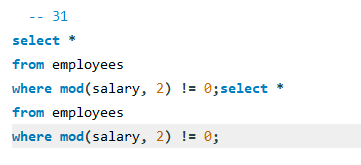 -- 31
select *
from employees
where mod(salary, 2) != 0;select *
from employees
where mod(salary, 2) != 0;